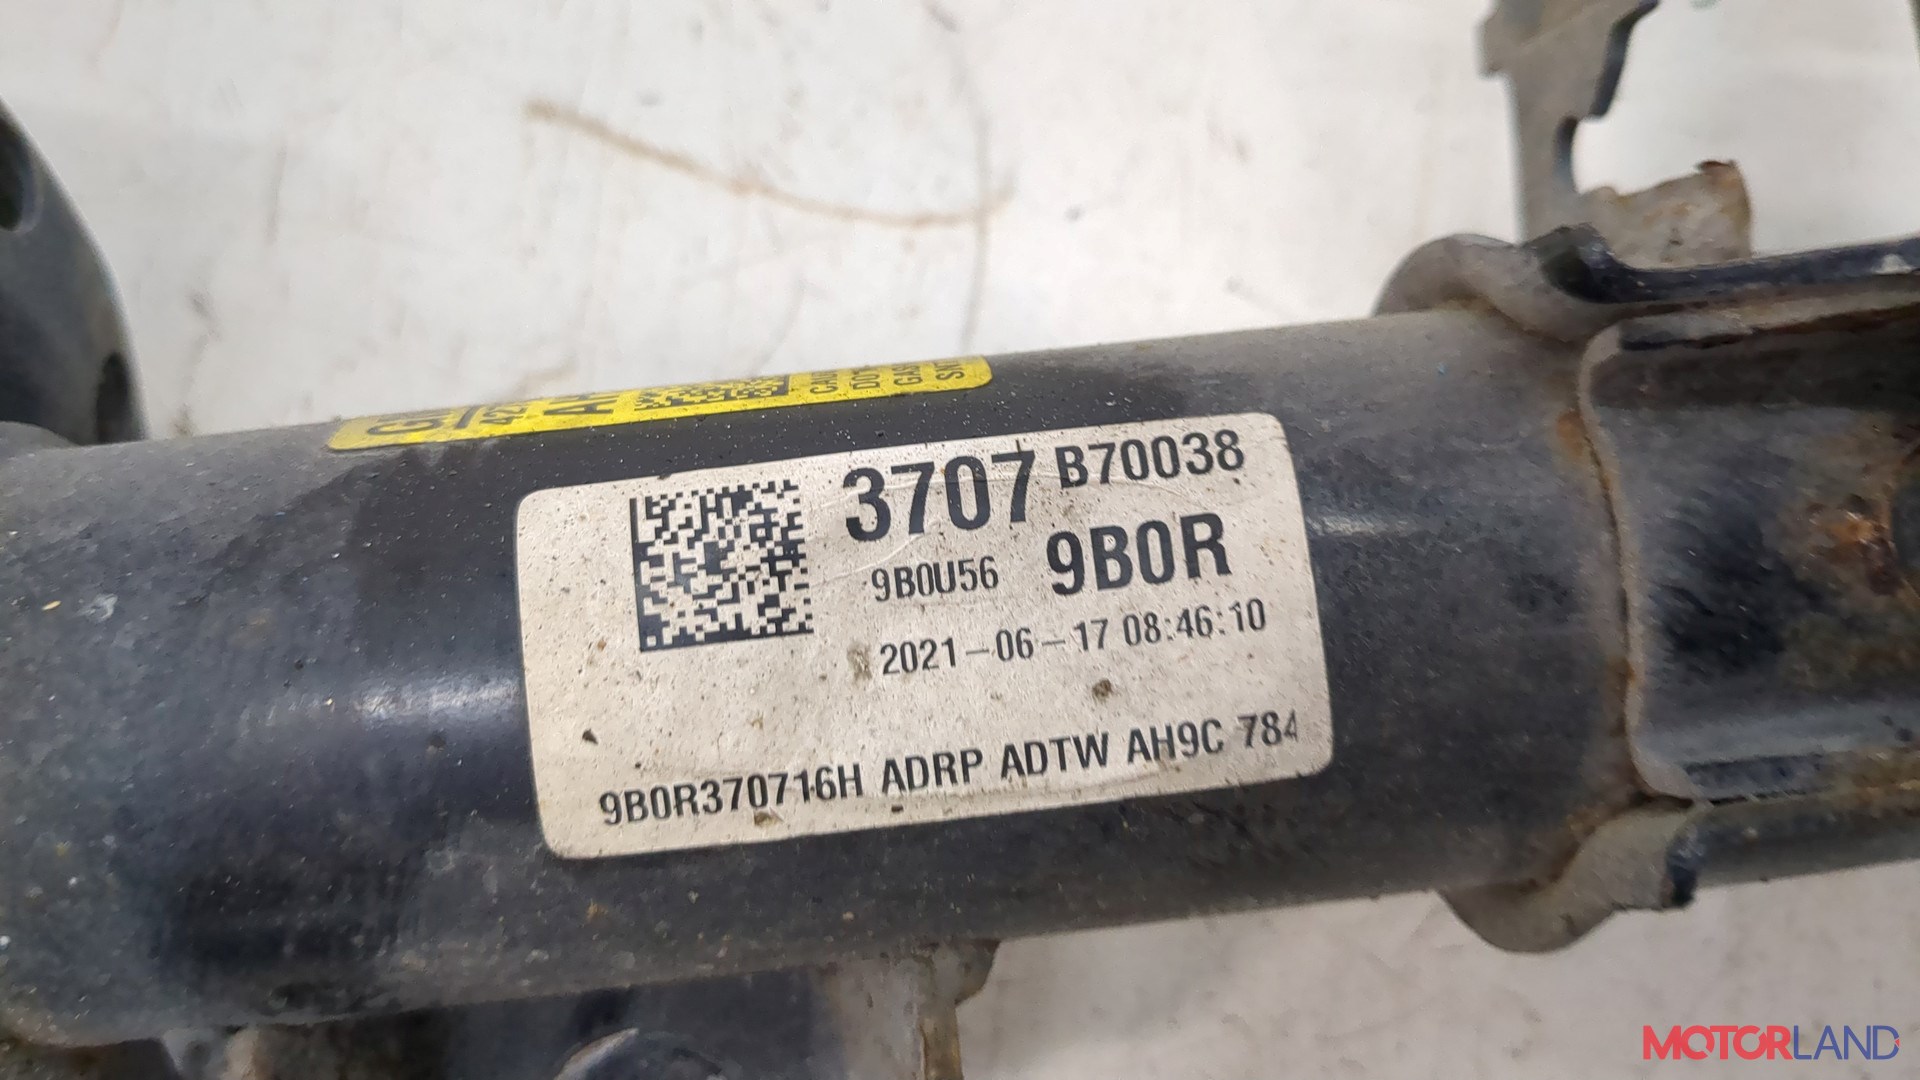 3707 B70038
9B0U56 9B0R
2021-06-17 08:46:10
9B0R370716H ADRP ADTW AH9C 784
MOTORLAND